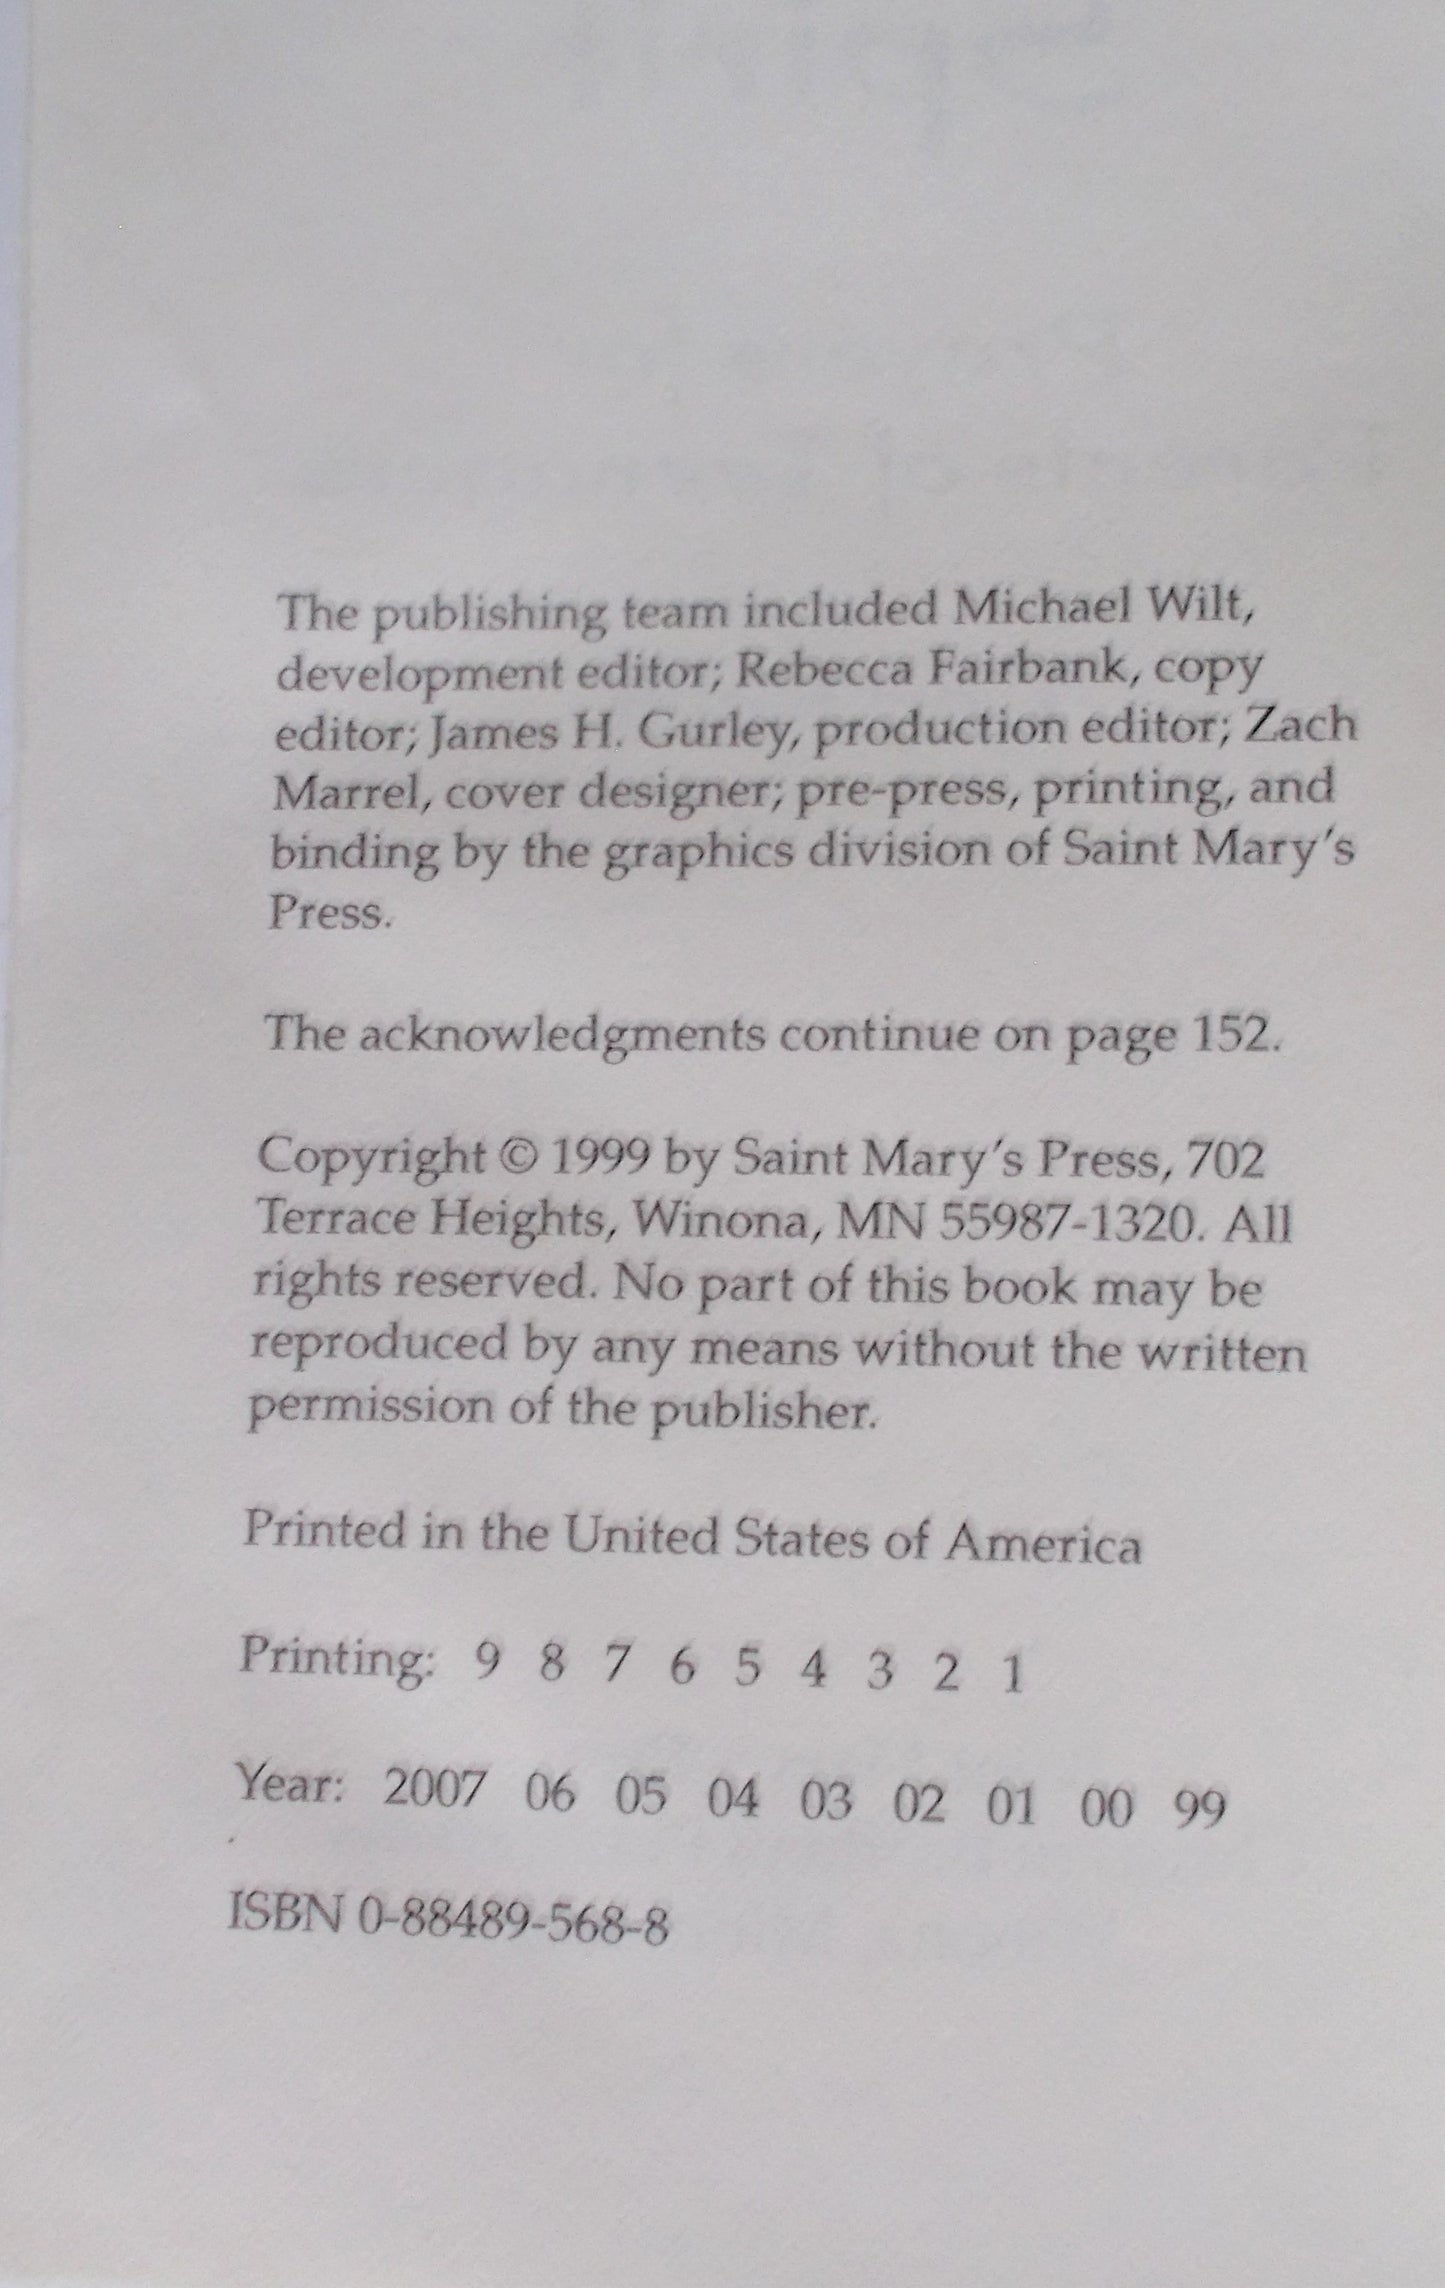 The publishing team included Michael Wilt,
development editor; Rebecca Fairbank, copy
editor; James H. Gurley, production editor; Zach
Marrel, cover designer; pre-press, printing, and
binding by the graphics division of Saint Mary's
Press.
The acknowledgments continue on page 152.
Copyright © 1999 by Saint Mary's Press, 702
Terrace Heights, Winona, MN 55987-1320. All
rights reserved. No part of this book may be
reproduced by any means without the written
permission of the publisher.
Printed in the United States of America
Printing: 9 8 7 6 5 4 3 2 1
Year: 2007 06 05 04 03 02 01 00 99
ISBN 0-88489-568-8